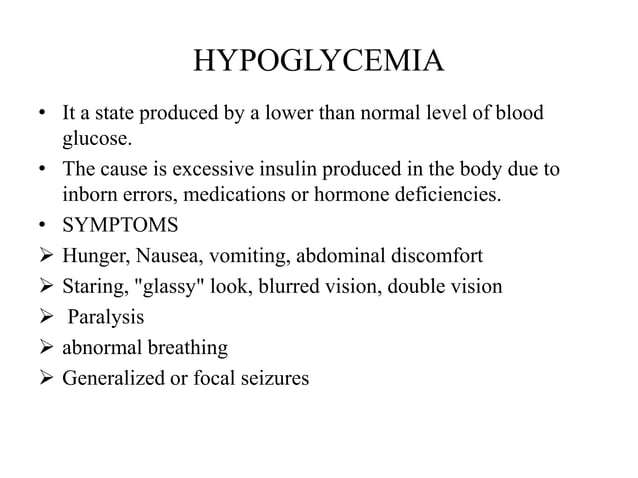 HYPOGLYCEMIA
• It a state produced by a lower than normal level of blood
glucose.
• The cause is excessive insulin produced in the body due to
inborn errors, medications or hormone deficiencies.
• SYMPTOMS
➢ Hunger, Nausea, vomiting, abdominal discomfort
➢ Staring, "glassy" look, blurred vision, double vision
➢ Paralysis
➢ abnormal breathing
➢ Generalized or focal seizures